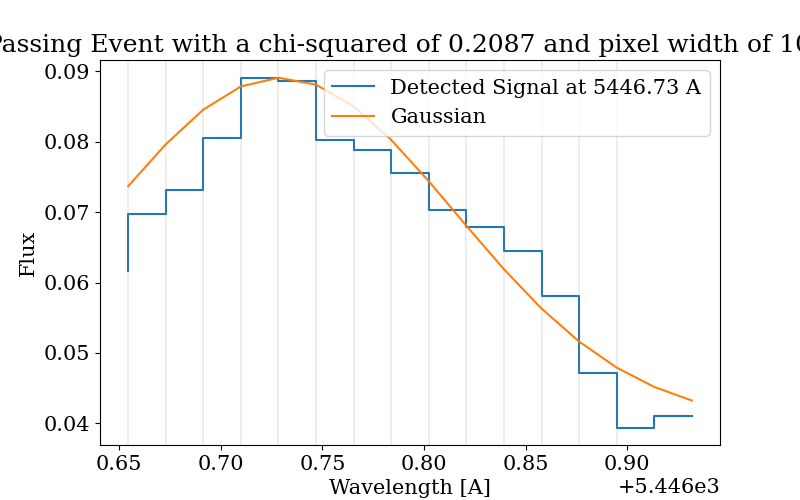 Passing Event with a chi-squared of 0.2087 and pixel width of 10
Detected Signal at 5446.73 A
Gaussian
0.09
0.08
0.07
0.06
0.05
0.04
Flux
0.65 0.70 0.75 0.80 0.85 0.90
Wavelength [A]
+5.446e3